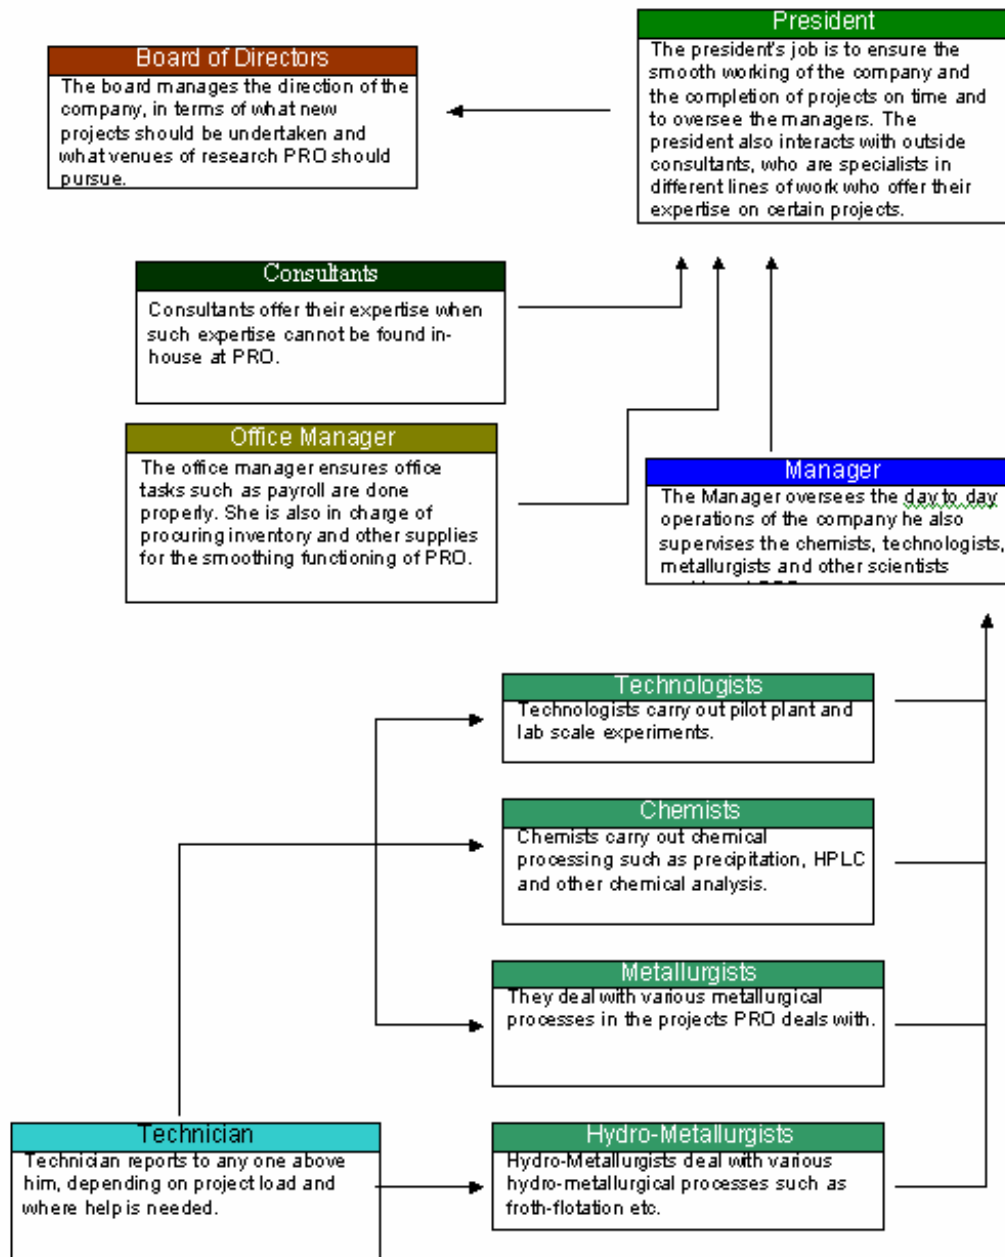 Board of Directors
The board manages the direction of the
company, in terms of what new
projects should be undertaken and
what venues of research PRO should
pursue.
President
The president's job is to ensure the
smooth working of the company and
the completion of projects on time and
to oversee the managers. The
president also interacts with outside
consultants, who are specialists in
different lines of work who offer their
expertise on certain projects.
Consultants
Consultants offer their expertise when
such expertise cannot be found in-
house at PRO.
Office Manager
The office manager ensures office
tasks such as payroll are done
properly. She is also in charge of
procuring inventory and other supplies
for the smoothing functioning of PRO.
Manager
The Manager oversees the day to day
operations of the company he also
supervises the chemists, technologists,
metallurgists and other scientists
Technologists
Technologists carry out pilot plant and
lab scale experiments.
Chemists
Chemists carry out chemical
processing such as precipitation, HPLC
and other chemical analysis.
Metallurgists
They deal with various metallurgical
processes in the projects PRO deals with.
Technician
Technician reports to any one above
him, depending on project load and
where help is needed.
Hydro-Metallurgists
Hydro-Metallurgists deal with various
hydro-metallurgical processes such as
froth-flotation etc.